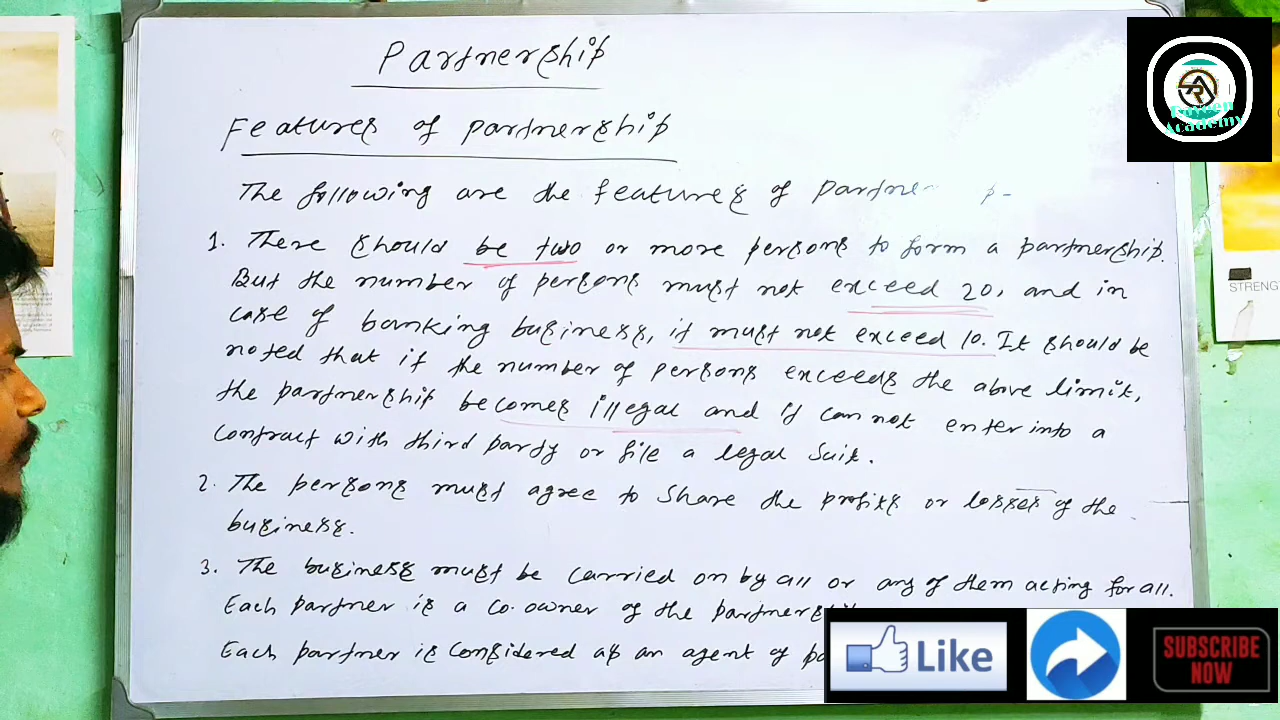 Partnership
Features of partnership
The following are the features of partner
1. There should be two or more persons to form a partnership.
But the number of persons must not exceed 20, and in
case of banking business, it must not exceed 10. It should be
noted that if the number of persons exceeds the above limit,
the partnership becomes illegal and it can not enter into a
contract with third party or file a legal suit.
2. The persons must agree to share the profits or losses of the
business.
3. The business must be carried on by all or any of them acting for all.
Each partner is a co. owner of the
Each partner is considered as an agent of
Academy
STRENG
Like
SUBSCRIBE
NOW